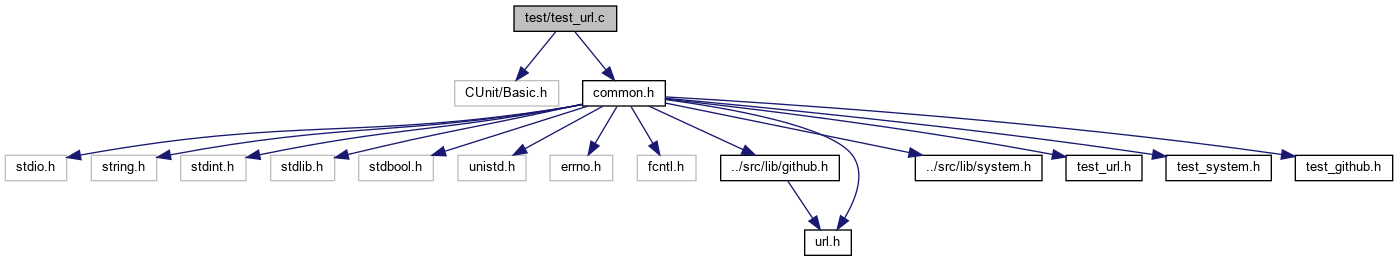 test/test_url.c
CUnit/Basic.h
common.h
stdio.h
string.h
stdint.h
stdlib.h
stdbool.h
unistd.h
errno.h
fcntl.h
../src/lib/github.h
../src/lib/system.h
test_url.h
test_system.h
test_github.h
url.h